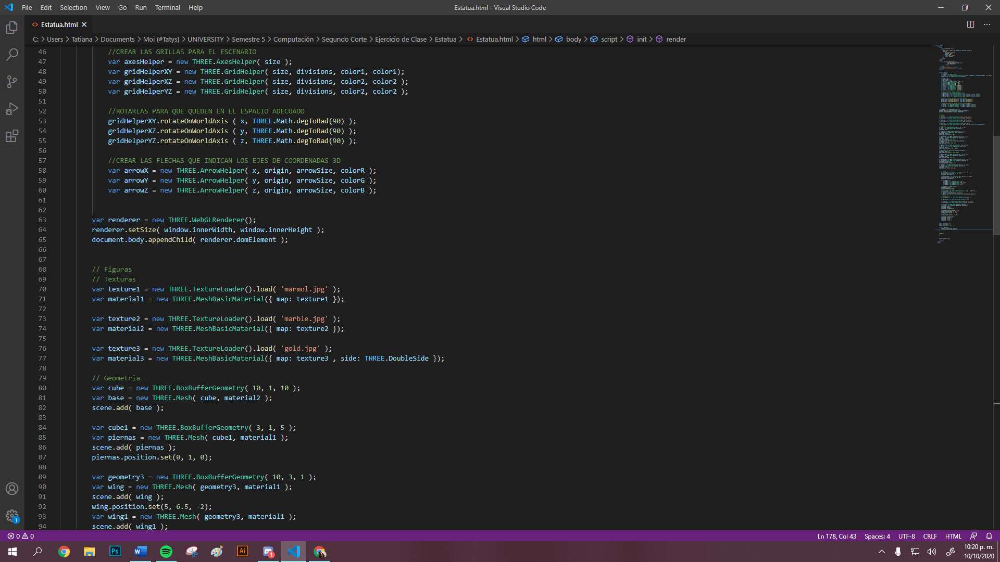 File Edit Selection View Go Run Terminal Help
Estatua.html - Visual Studio Code
Estatua.html
C: > Users > Tatiana > Documents > Moi (#Tatys) > UNIVERSITY > Semestre 5 > Computación > Segundo Corte > Ejercicio de Clase > Estatua > Estatua.html > html > body > script > init > render
46 //CREAR LAS GRILLAS PARA EL ESCENARIO
47 var axesHelper = new THREE.AxesHelper( size );
48 var gridHelperXY = new THREE.GridHelper( size, divisions, color1, color1);
49 var gridHelperXZ = new THREE.GridHelper( size, divisions, color2, color2 );
50 var gridHelperYZ = new THREE.GridHelper( size, divisions, color2, color2 );
51
52 //ROTARLAS PARA QUE QUEDEN EN EL ESPACIO ADECUADO
53 gridHelperXY.rotateOnWorldAxis ( x, THREE.Math.degToRad(90) );
54 gridHelperXZ.rotateOnWorldAxis ( y, THREE.Math.degToRad(90) );
55 gridHelperYZ.rotateOnWorldAxis ( z, THREE.Math.degToRad(90) );
56
57 //CREAR LAS FLECHAS QUE INDICAN LOS EJES DE COORDENADAS 3D
58 var arrowX = new THREE.ArrowHelper( x, origin, arrowSize, colorR );
59 var arrowY = new THREE.ArrowHelper( y, origin, arrowSize, colorG );
60 var arrowZ = new THREE.ArrowHelper( z, origin, arrowSize, colorB );
61
62
63 var renderer = new THREE.WebGLRenderer();
64 renderer.setSize( window.innerWidth, window.innerHeight );
65 document.body.appendChild( renderer.domElement );
66
67
68 // Figuras
69 // Texturas
70 var texture1 = new THREE.TextureLoader().load( 'marmol.jpg' );
71 var material1 = new THREE.MeshBasicMaterial({ map: texture1 });
72
73 var texture2 = new THREE.TextureLoader().load( 'marble.jpg' );
74 var material2 = new THREE.MeshBasicMaterial({ map: texture2 });
75
76 var texture3 = new THREE.TextureLoader().load( 'gold.jpg' );
77 var material3 = new THREE.MeshBasicMaterial({ map: texture3 , side: THREE.DoubleSide });
78
79 // Geometria
80 var cube = new THREE.BoxBufferGeometry( 10, 1, 10 );
81 var base = new THREE.Mesh( cube, material2 );
82 scene.add( base );
83
84 var cube1 = new THREE.BoxBufferGeometry( 3, 1, 5 );
85 var piernas = new THREE.Mesh( cube1, material1 );
86 scene.add( piernas );
87 piernas.position.set(0, 1, 0);
88
89 var geometry3 = new THREE.BoxBufferGeometry( 10, 3, 1 );
90 var wing = new THREE.Mesh( geometry3, material1 );
91 scene.add( wing );
92 wing.position.set(5, 6.5, -2);
93 var wing1 = new THREE.Mesh( geometry3, material1 );
94 scene.add( wing1 );
1
0 0
Ln 178, Col 43 Spaces: 4 UTF-8 CRLF HTML
Ps Ai 1
10:20 p. m.
10/10/2020